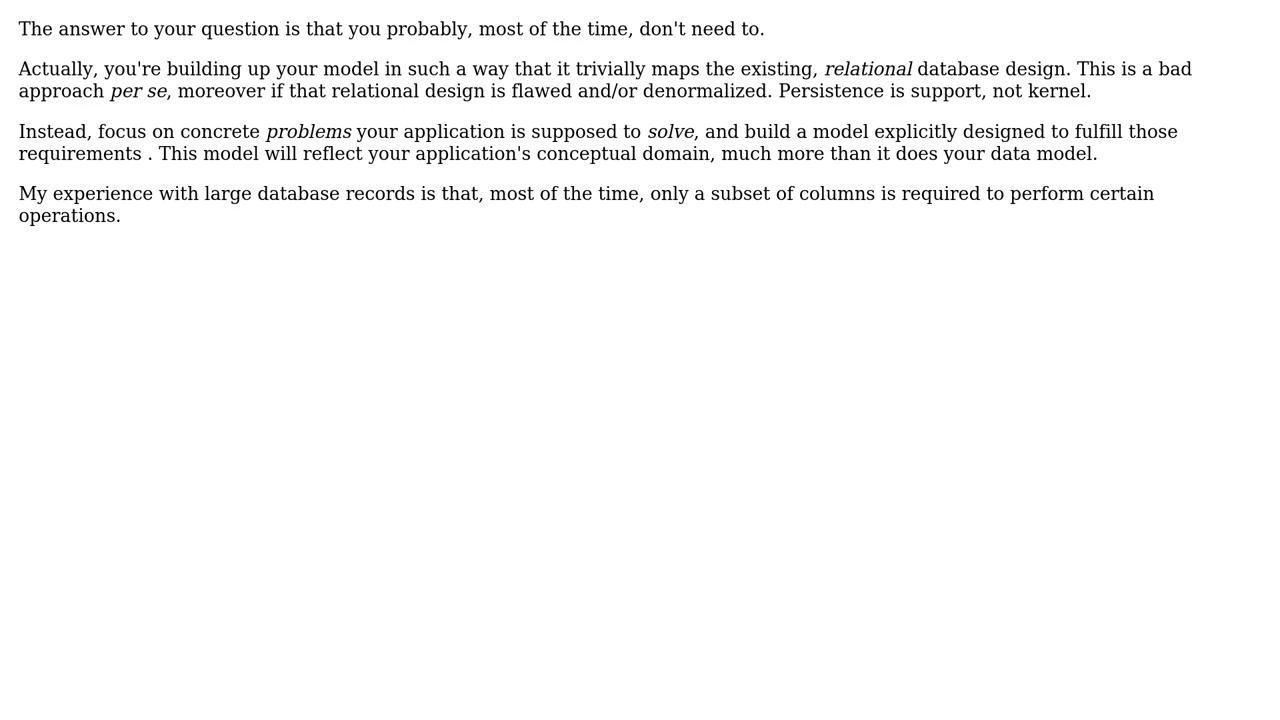 The answer to your question is that you probably, most of the time, don't need to.
Actually, you're building up your model in such a way that it trivially maps the existing, relational database design. This is a bad
approach per se, moreover if that relational design is flawed and/or denormalized. Persistence is support, not kernel.
Instead, focus on concrete problems your application is supposed to solve, and build a model explicitly designed to fulfill those
requirements . This model will reflect your application's conceptual domain, much more than it does your data model.
My experience with large database records is that, most of the time, only a subset of columns is required to perform certain
operations.